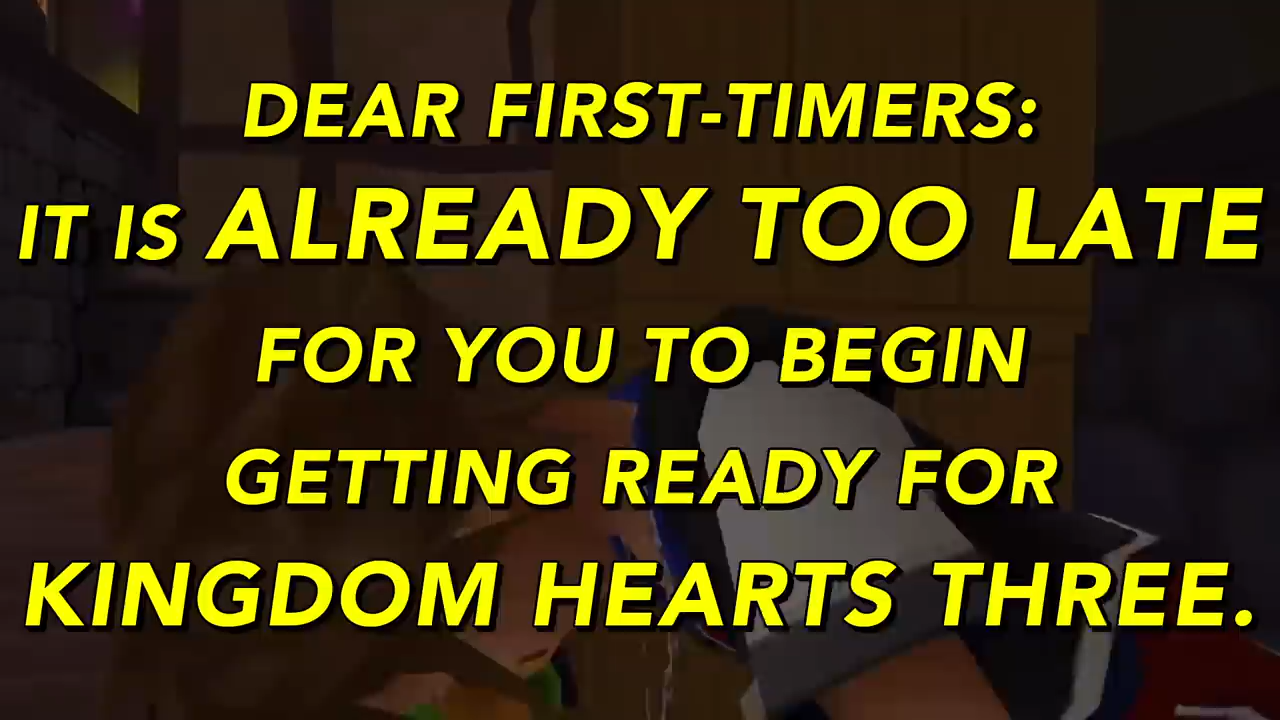 DEAR FIRST-TIMERS:
IT IS ALREADY TOO LATE
FOR YOU TO BEGIN
GETTING READY FOR
KINGDOM HEARTS THREE.